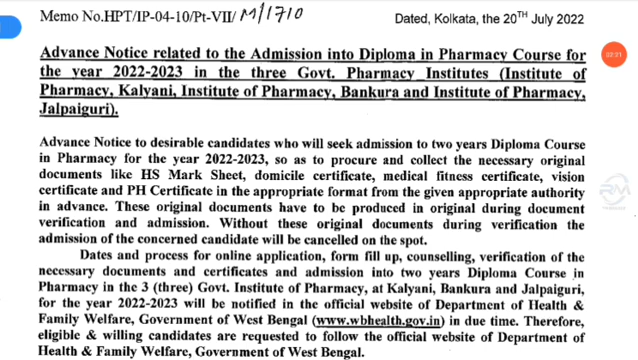 Memo No.HPT/IP-04-10/Pt-VII/ M/1710
Dated, Kolkata, the 20TH July 2022
Advance Notice related to the Admission into Diploma in Pharmacy Course for
the year 2022-2023 in the three Govt. Pharmacy Institutes (Institute of
Pharmacy, Kalyani, Institute of Pharmacy, Bankura and Institute of Pharmacy,
Jalpaiguri).
Advance Notice to desirable candidates who will seek admission to two years Diploma Course
in Pharmacy for the year 2022-2023, so as to procure and collect the necessary original
documents like HS Mark Sheet, domicile certificate, medical fitness certificate, vision
certificate and PH Certificate in the appropriate format from the given appropriate authority
in advance. These original documents have to be produced in original during document
verification and admission. Without these original documents during verification the
admission of the concerned candidate will be cancelled on the spot.
Dates and process for online application, form fill up, counselling, verification of the
necessary documents and certificates and admission into two years Diploma Course in
Pharmacy in the 3 (three) Govt. Institute of Pharmacy, at Kalyani, Bankura and Jalpaiguri,
for the year 2022-2023 will be notified in the official website of Department of Health &
Family Welfare, Government of West Bengal (www.wbhealth.gov.in) in due time. Therefore,
eligible & willing candidates are requested to follow the official website of Department of
Health & Family Welfare, Government of West Bengal.
RM